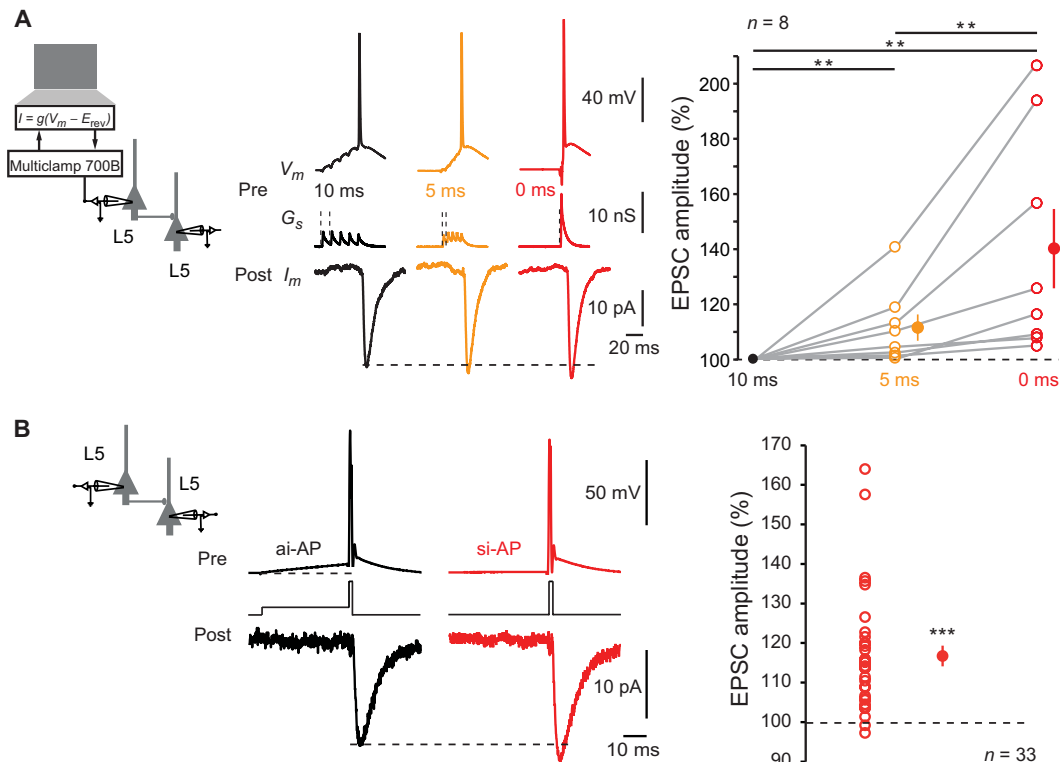 A
I = g(Vm – Erev)
Multiclamp 700B
L5
L5
Vm
Pre
10 ms
5 ms
0 ms
40 mV
Gs
10 nS
Post Im
10 pA
20 ms
n = 8
**
**
**
EPSC amplitude (%)
210
200
180
160
140
120
100
10 ms
5 ms
0 ms
B
L5
L5
Pre
ai-AP
si-AP
50 mV
Post
10 pA
10 ms
EPSC amplitude (%)
170
160
150
140
130
120
110
100
90
***
n = 33